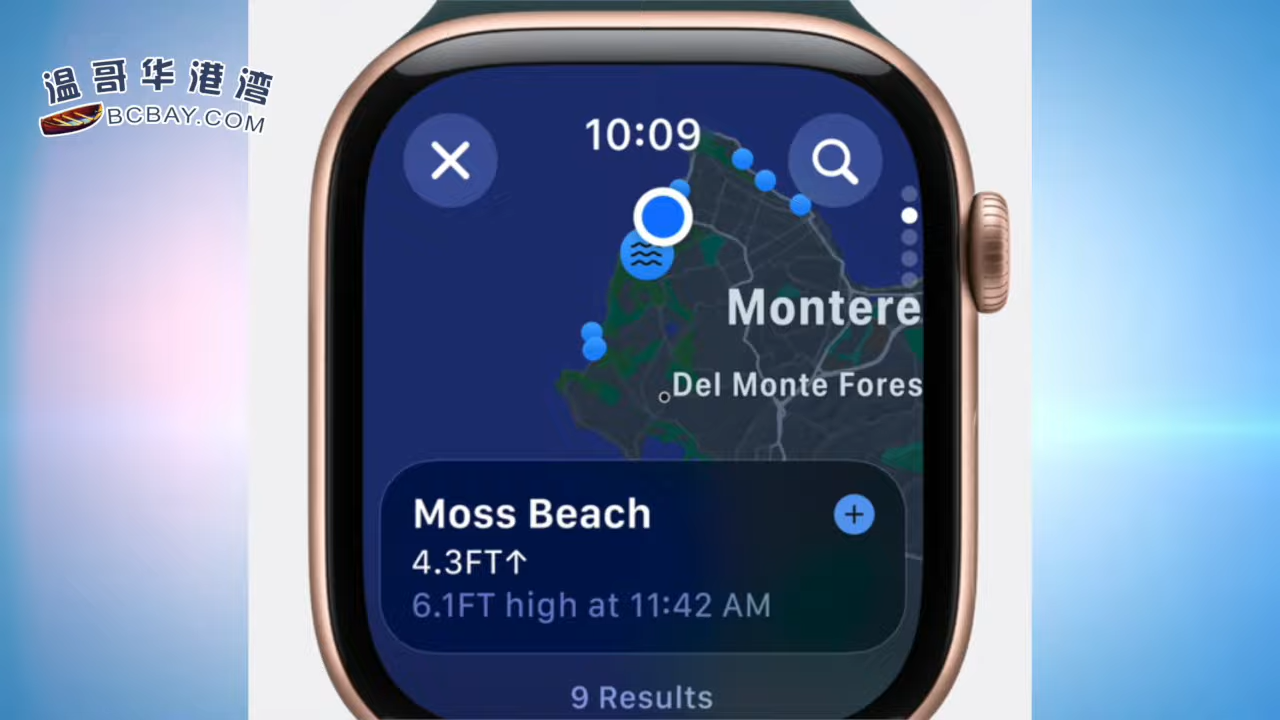 温哥华港湾
BCBAY.COM
10:09
Montere
Del Monte Fores
Moss Beach
4.3FT↑
6.1FT high at 11:42 AM
9 Results